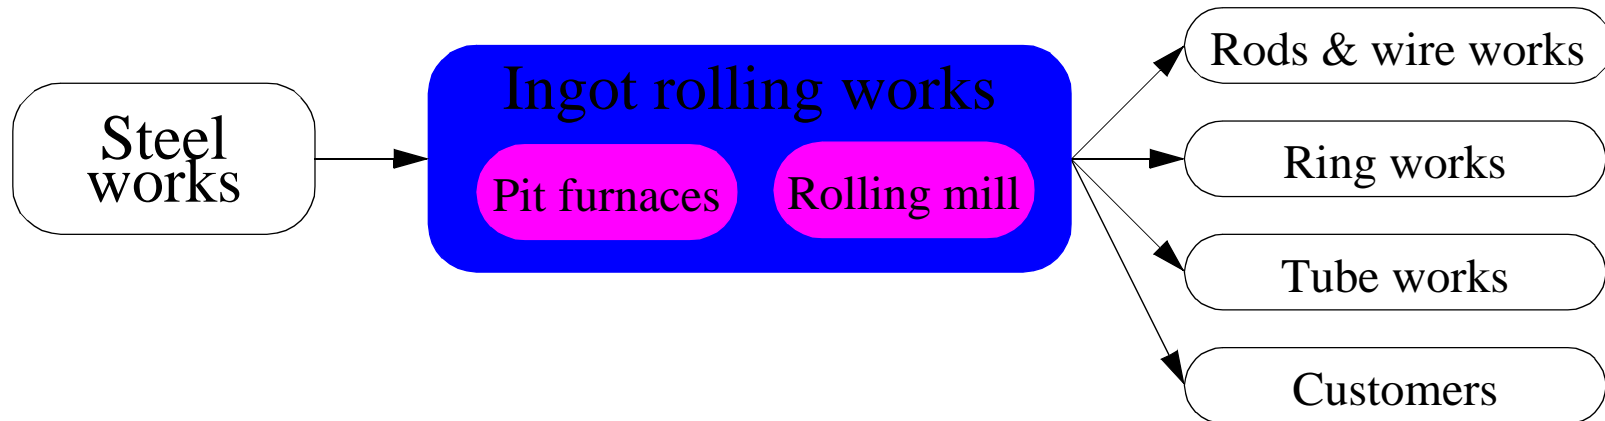 Steel
works
Ingot rolling works
Pit furnaces
Rolling mill
Rods & wire works
Ring works
Tube works
Customers